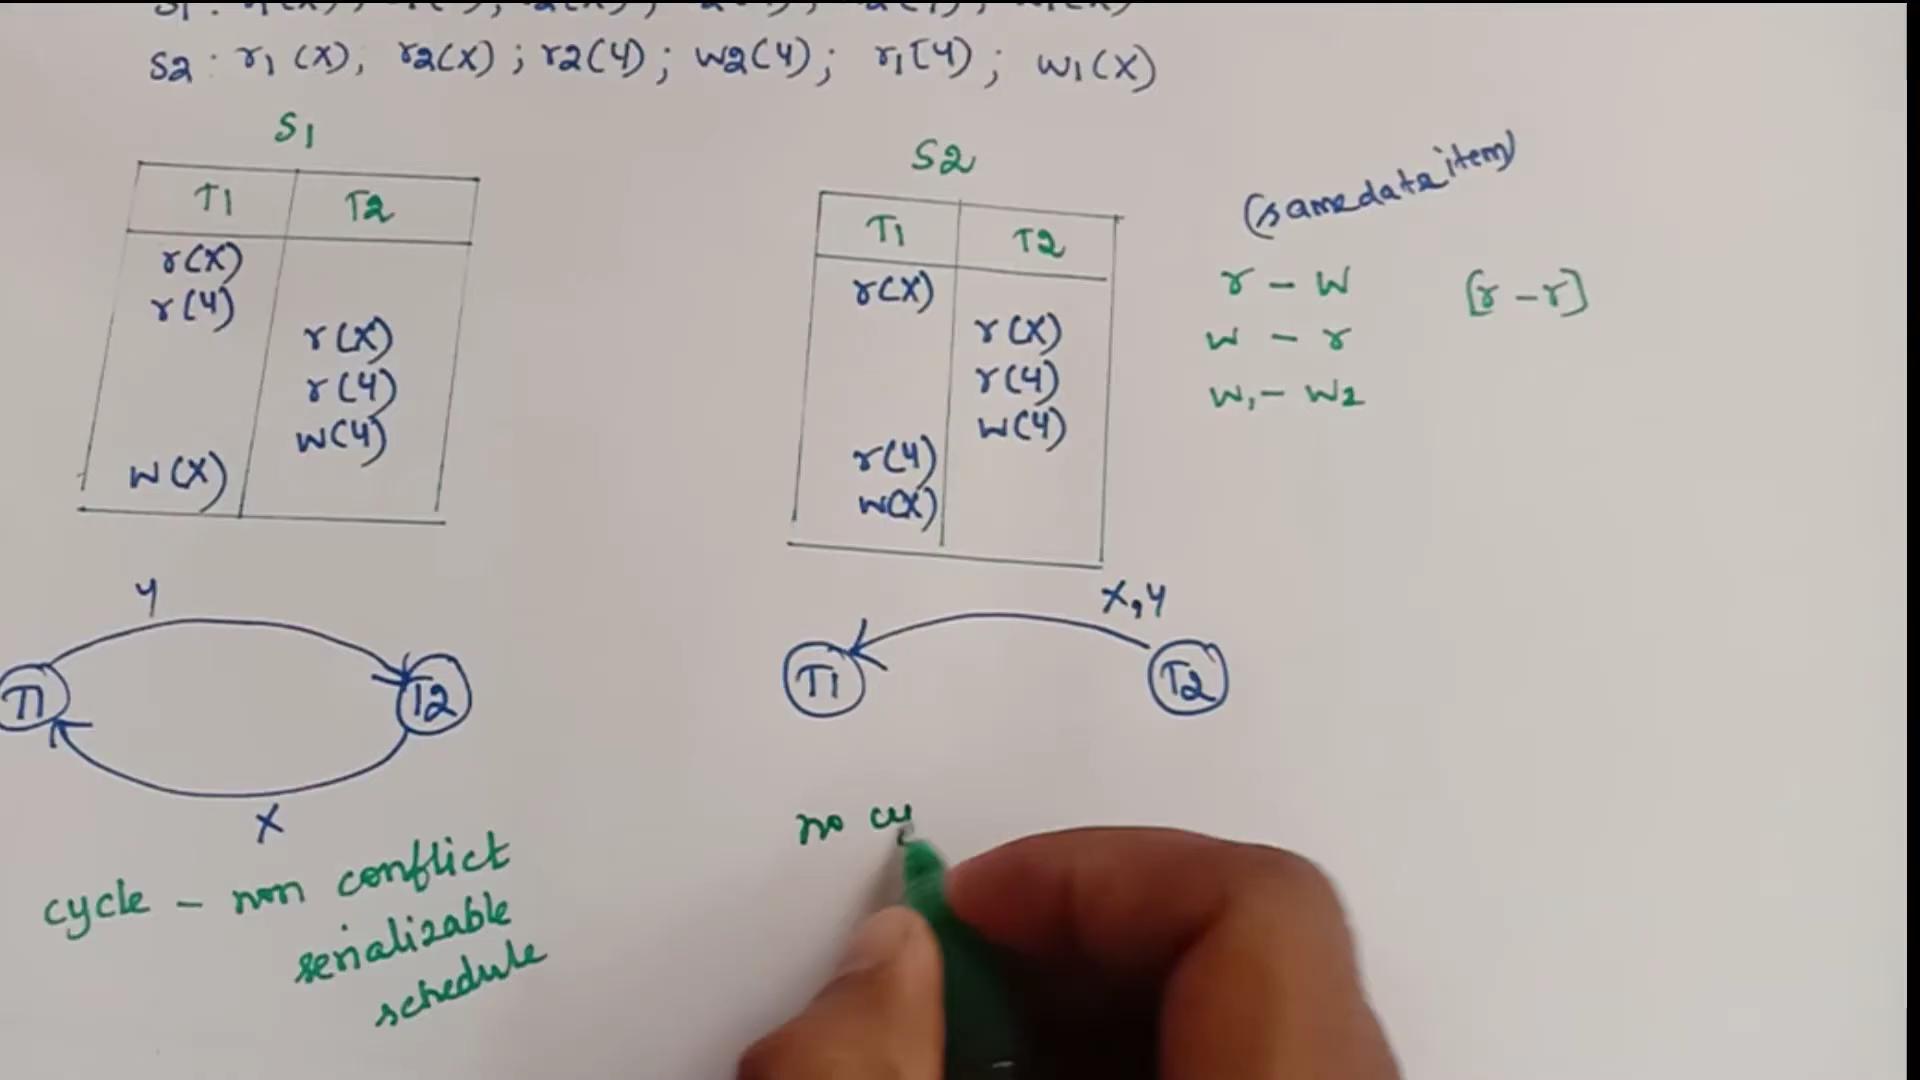 S2: r1(X); r2(X); r2(Y); w2(Y); r1[Y); w1(X)
S1
T1 T2
r(X)
r(Y)
r(X)
r(Y)
w(Y)
w(X)
Y
T1 T2
X
cycle - non conflict
serializable
schedule
S2
T1 T2
r(X)
r(X)
r(Y)
w(Y)
r(Y)
w(X)
X,Y
T1 T2
no cy
(same data item)
r - w [r - r]
w - r
w1 - w2